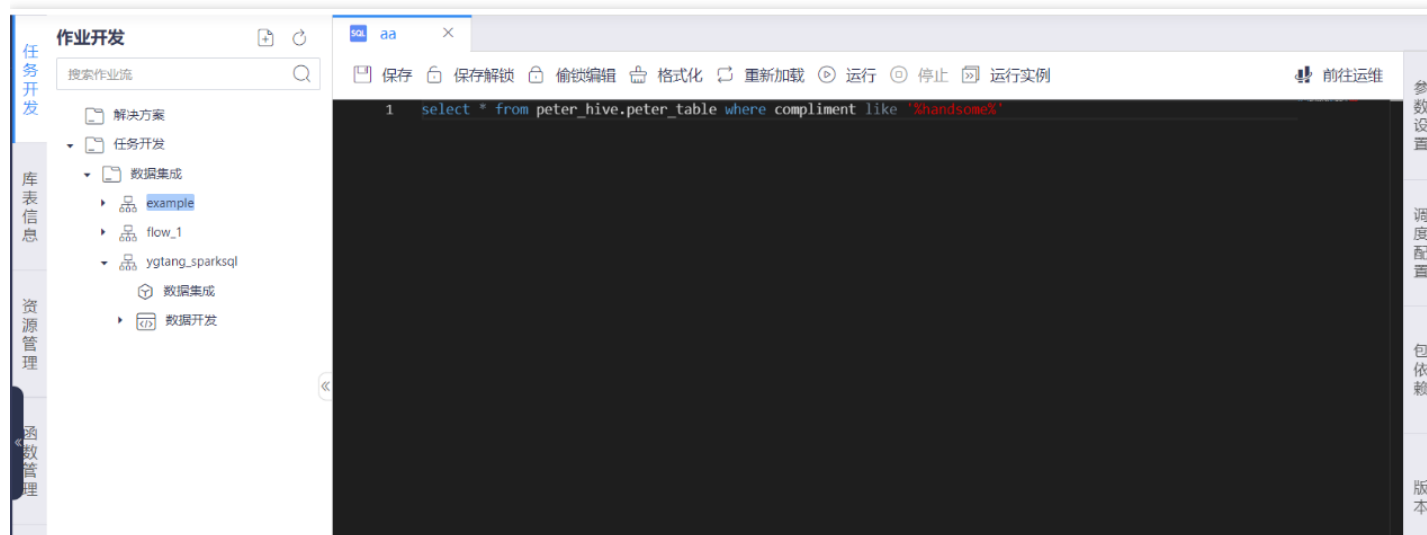 任务开发
库表信息
资源管理
函数管理
作业开发
搜索作业流
解决方案
任务开发
数据集成
example
flow_1
ygtang_sparksql
数据集成
数据开发
SQL aa
保存 保存解锁 偷锁编辑 格式化 重新加载 运行 停止 运行实例 前往运维
1 select * from peter_hive.peter_table where compliment like '%handsome%'
参数设置
调度配置
包依赖
版本